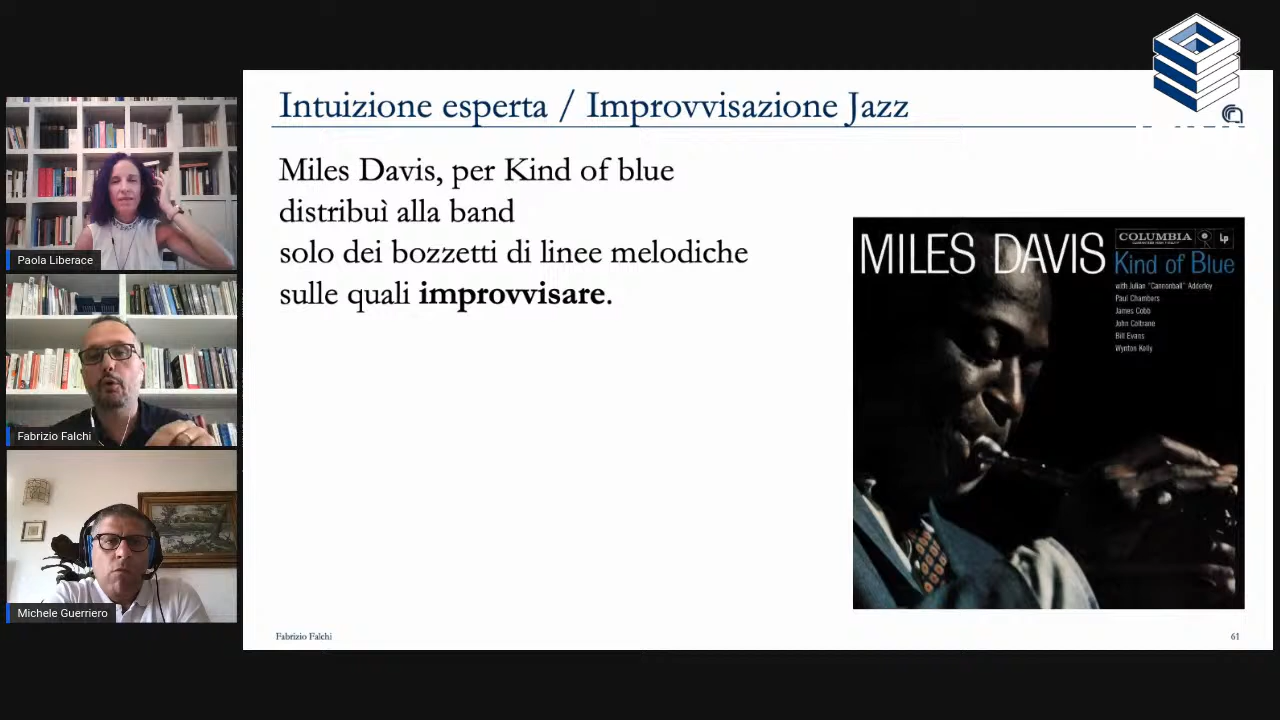 Intuizione esperta / Improvvisazione Jazz
Miles Davis, per Kind of blue
distribuì alla band
solo dei bozzetti di linee melodiche
sulle quali improvvisare.
MILES DAVIS
COLUMBIA
Lp
Kind of Blue
with Julian "Cannonball" Adderley
Paul Chambers
James Cobb
John Coltrane
Bill Evans
Wynton Kelly
Paola Liberace
Fabrizio Falchi
Michele Guerriero
Fabrizio Falchi
61